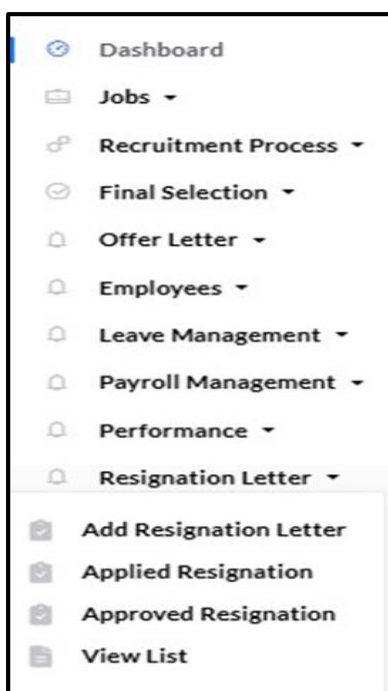 Dashboard
Jobs
Recruitment Process
Final Selection
Offer Letter
Employees
Leave Management
Payroll Management
Performance
Resignation Letter
Add Resignation Letter
Applied Resignation
Approved Resignation
View List